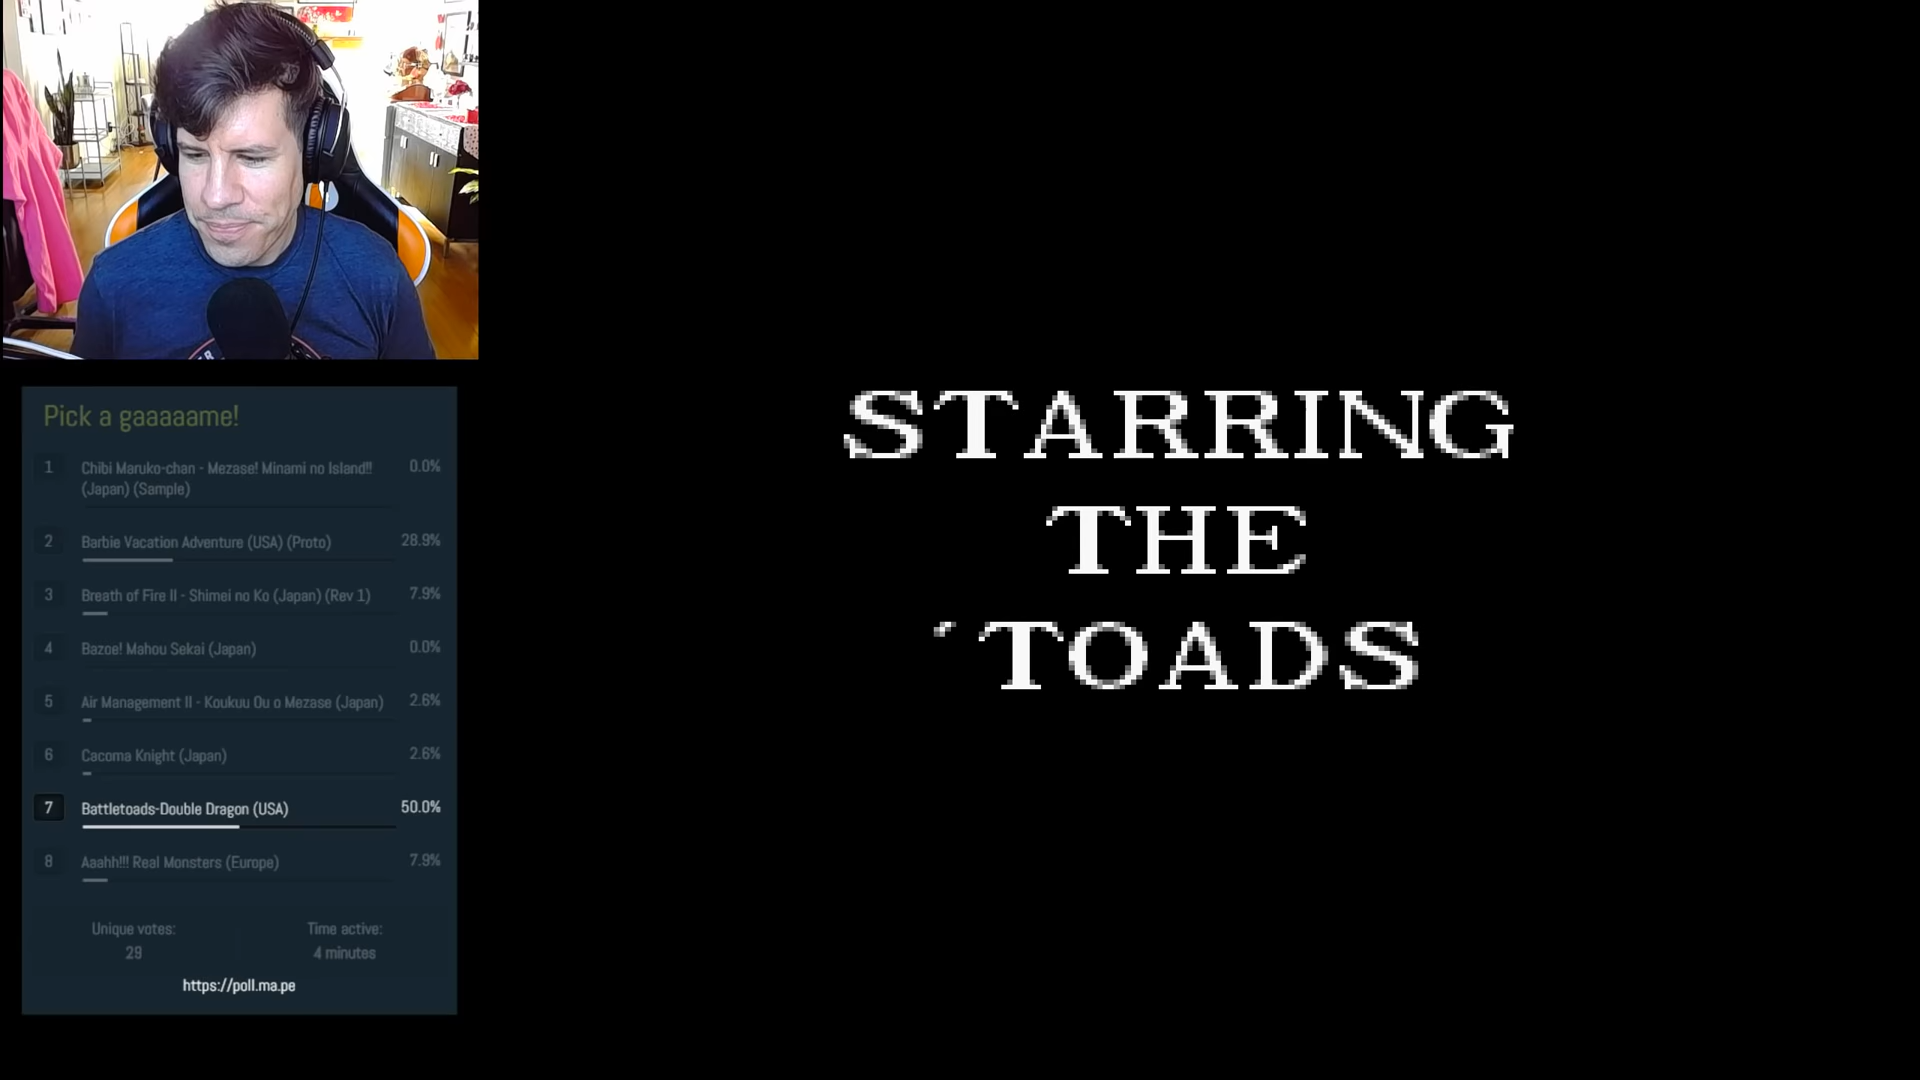 Pick a gaaaaame!
1 Chibi Maruko-chan - Mezase! Minami no Island!! 0.0%
(Japan) (Sample)
2 Barbie Vacation Adventure (USA) (Proto) 28.9%
3 Breath of Fire II - Shimei no Ko (Japan) (Rev 1) 7.9%
4 Bazoe! Mahou Sekai (Japan) 0.0%
5 Air Management II - Koukuu Ou o Mezase (Japan) 2.6%
6 Cacoma Knight (Japan) 2.6%
7 Battletoads-Double Dragon (USA) 50.0%
8 Aaahh!!! Real Monsters (Europe) 7.9%
Unique votes: Time active:
29 4 minutes
https://poll.ma.pe
STARRING
THE
´TOADS